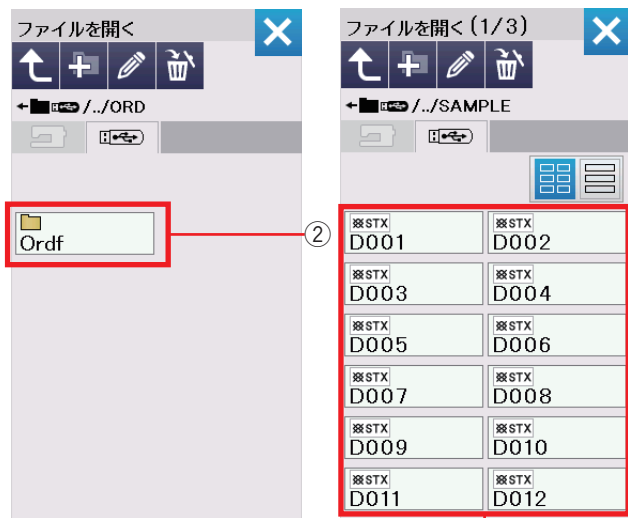 ファイルを開く
←/../ORD
Ordf
②
ファイルを開く(1/3)
←/../SAMPLE
STX
D001
STX
D002
STX
D003
STX
D004
STX
D005
STX
D006
STX
D007
STX
D008
STX
D009
STX
D010
STX
D011
STX
D012